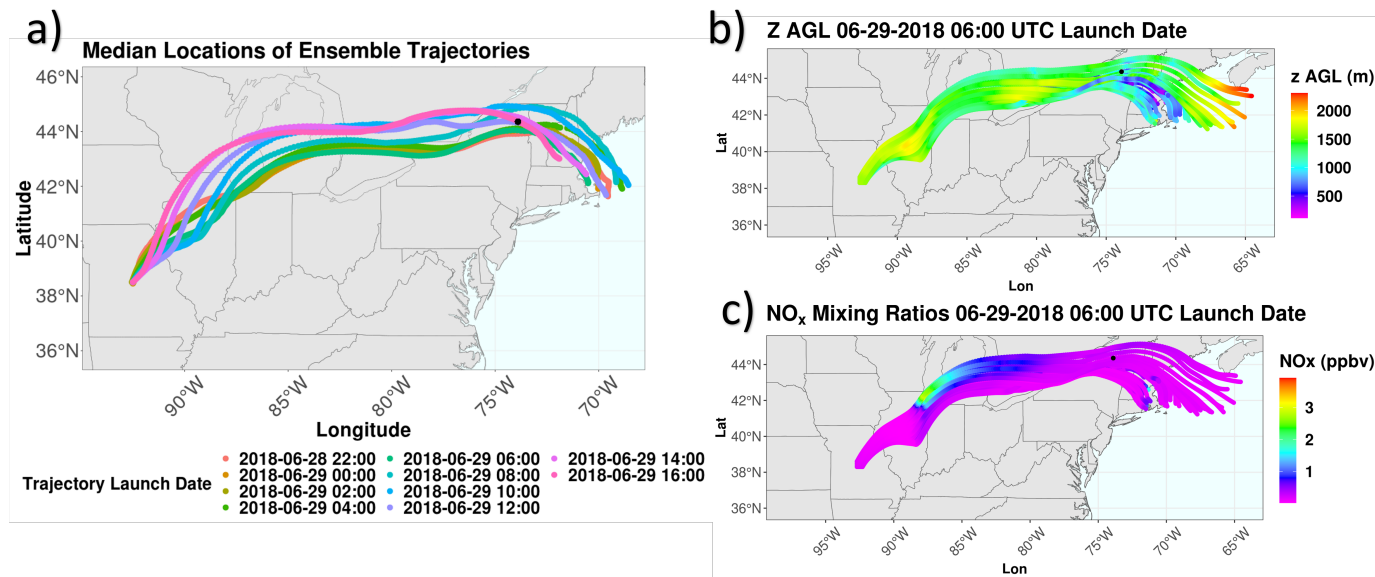 a)
Median Locations of Ensemble Trajectories
46°N
44°N
42°N
40°N
38°N
36°N
Latitude
90°W
85°W
80°W
75°W
70°W
Longitude
Trajectory Launch Date
2018-06-28 22:00
2018-06-29 00:00
2018-06-29 02:00
2018-06-29 04:00
2018-06-29 06:00
2018-06-29 08:00
2018-06-29 10:00
2018-06-29 12:00
2018-06-29 14:00
2018-06-29 16:00
b)
Z AGL 06-29-2018 06:00 UTC Launch Date
44°N
42°N
40°N
38°N
36°N
Lat
95°W
90°W
85°W
80°W
75°W
70°W
65°W
Lon
z AGL (m)
2000
1500
1000
500
c)
NOx Mixing Ratios 06-29-2018 06:00 UTC Launch Date
44°N
42°N
40°N
38°N
36°N
Lat
95°W
90°W
85°W
80°W
75°W
70°W
65°W
Lon
NOx (ppbv)
3
2
1